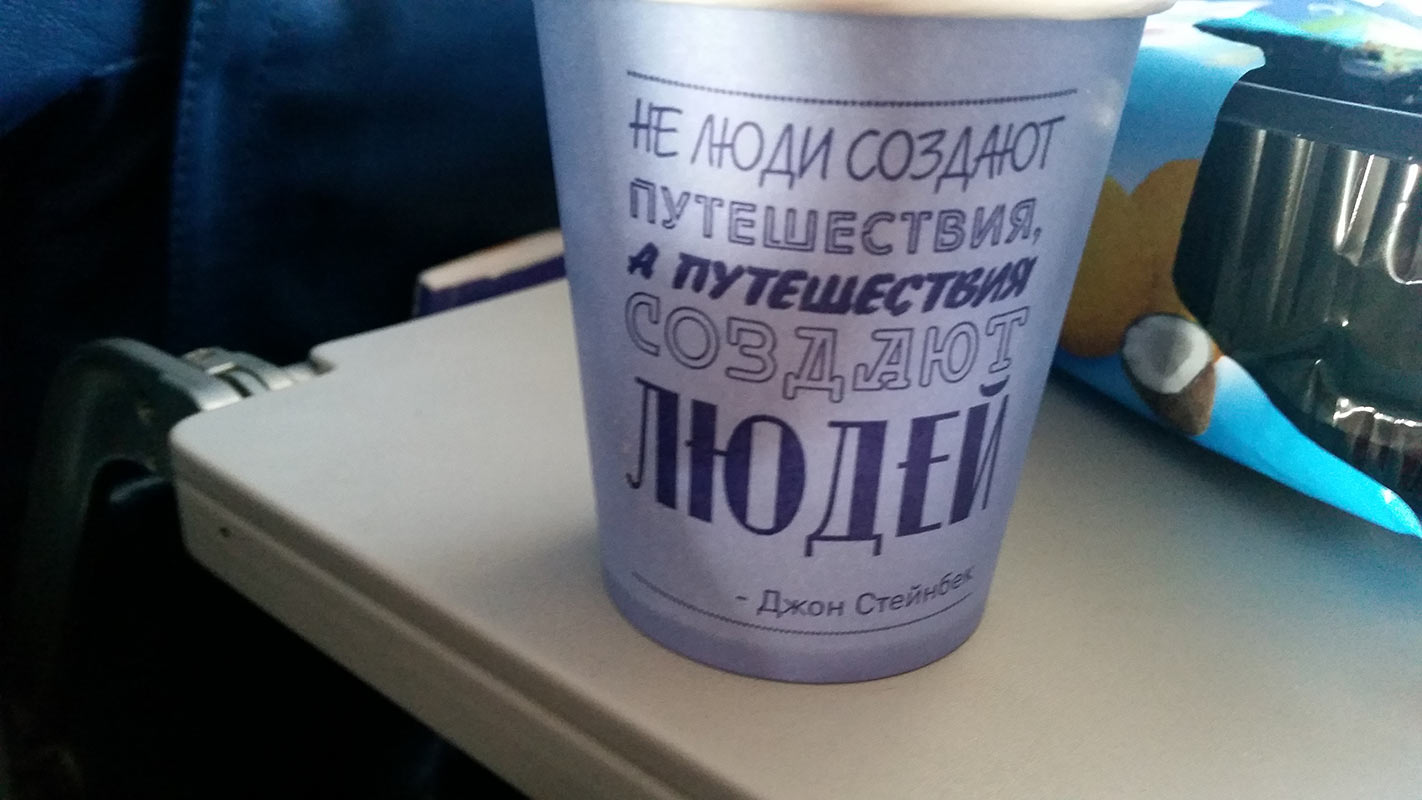 НЕ ЛЮДИ СОЗДАЮТ
ПУТЕШЕСТВИЯ,
А ПУТЕШЕСТВИЯ
СОЗДАЮТ
ЛЮДЕЙ
- Джон Стейнбек